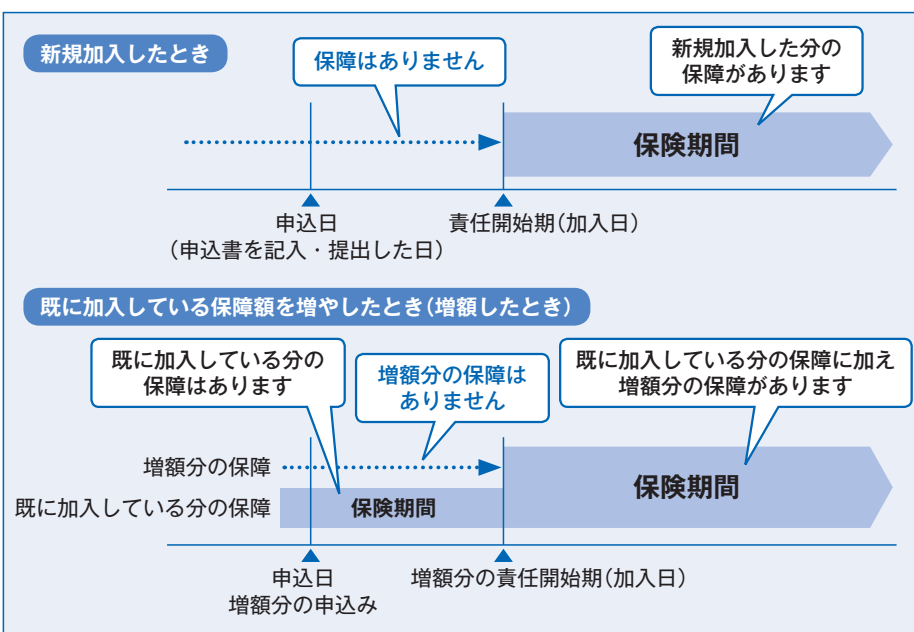 新規加入したとき
保障はありません
新規加入した分の
保障があります
保険期間
申込日
(申込書を記入・提出した日)
責任開始期(加入日)
既に加入している保障額を増やしたとき(増額したとき)
既に加入している分の
保障はあります
増額分の保障は
ありません
既に加入している分の保障に加え
増額分の保障があります
増額分の保障
既に加入している分の保障
保険期間
保険期間
申込日
増額分の申込み
増額分の責任開始期(加入日)